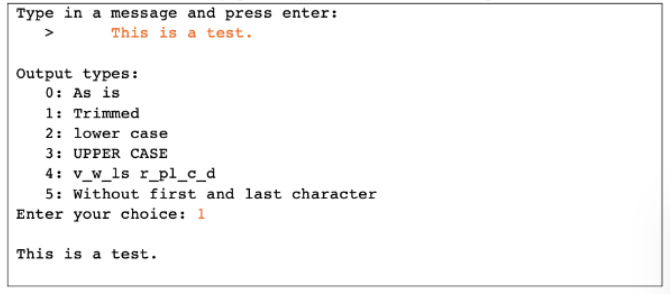 Type in a message and press enter:
   >      This is a test.
Output types:
   0: As is
   1: Trimmed
   2: lower case
   3: UPPER CASE
   4: v_w_ls r_pl_c_d
   5: Without first and last character
Enter your choice: 1
This is a test.